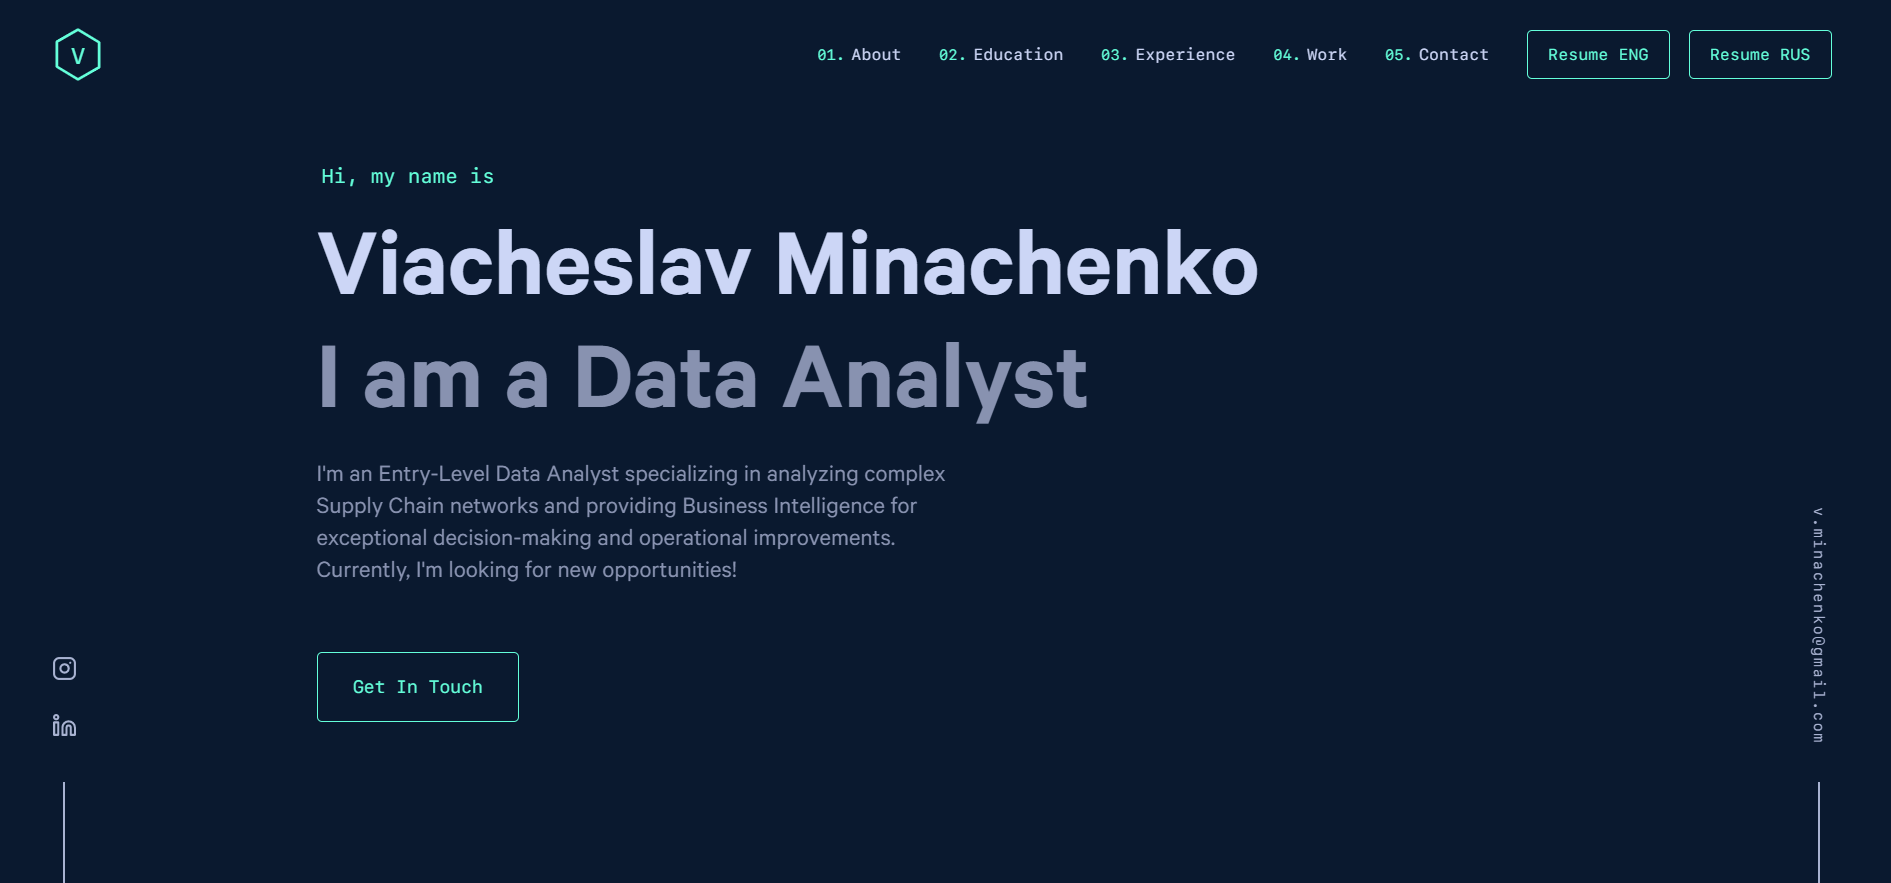 V
01. About 02. Education 03. Experience 04. Work 05. Contact Resume ENG Resume RUS
Hi, my name is
Viacheslav Minachenko
I am a Data Analyst
I'm an Entry-Level Data Analyst specializing in analyzing complex
Supply Chain networks and providing Business Intelligence for
exceptional decision-making and operational improvements.
Currently, I'm looking for new opportunities!
Get In Touch
v.minachenko@gmail.com